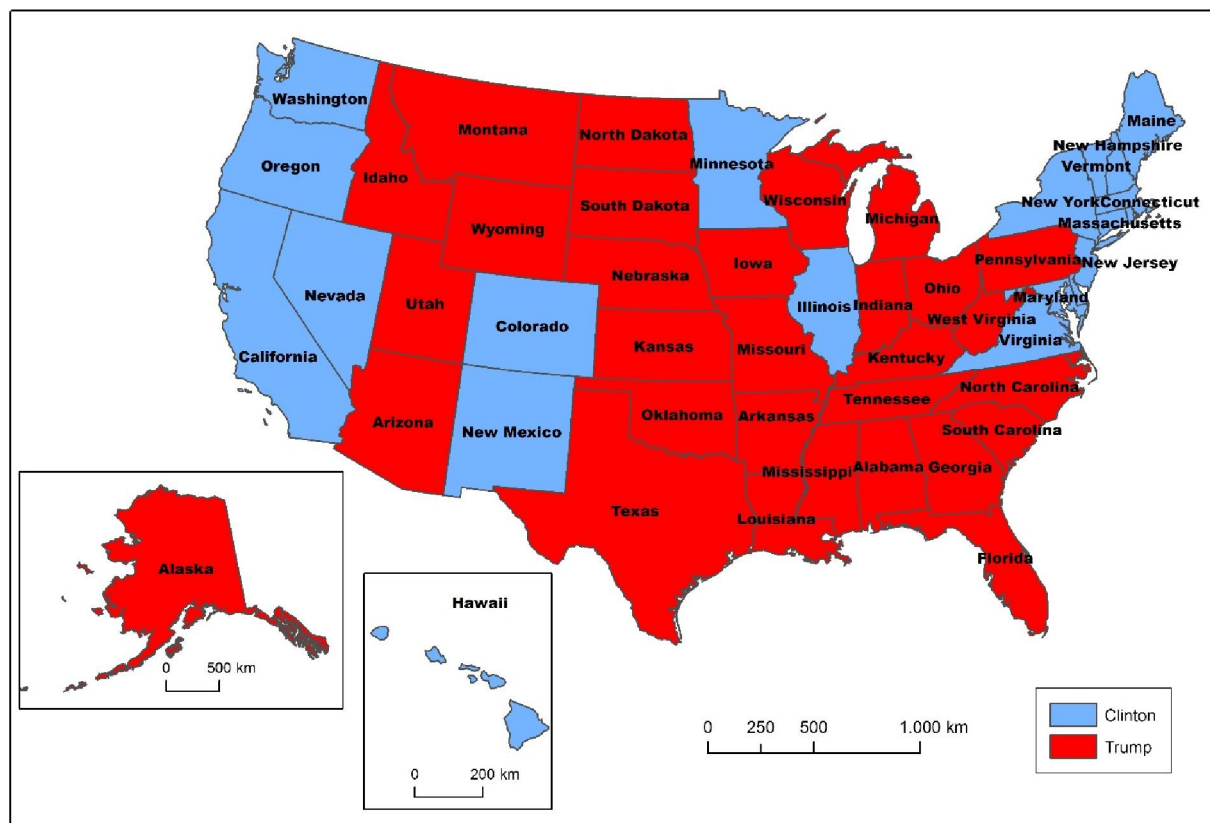 Washington
Montana
North Dakota
Minnesota
Maine
Oregon
Idaho
New Hampshire
Vermont
Wisconsin
South Dakota
Michigan
New York
Connecticut
Massachusetts
Wyoming
Iowa
Pennsylvania
New Jersey
Nebraska
Ohio
Nevada
Utah
Illinois
Indiana
Maryland
Colorado
West Virginia
Virginia
California
Kansas
Missouri
Kentucky
North Carolina
Tennessee
Arizona
New Mexico
Oklahoma
Arkansas
South Carolina
Mississippi
Alabama
Georgia
Texas
Louisiana
Florida
Alaska
0 500 km
Hawaii
0 200 km
0 250 500 1.000 km
Clinton
Trump